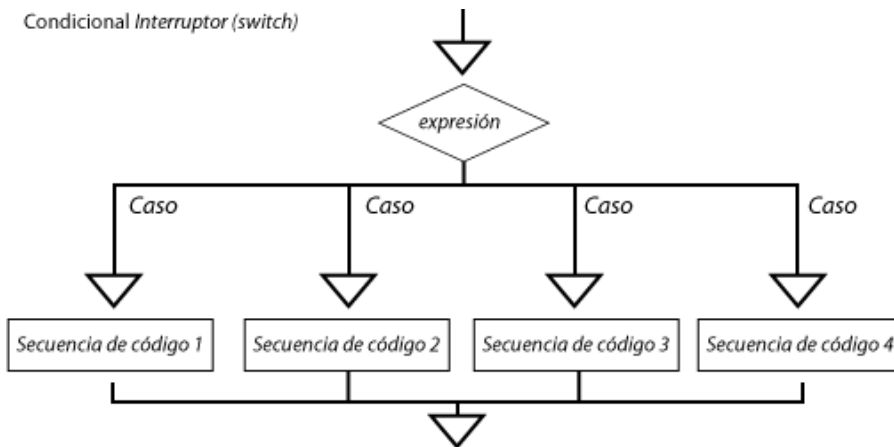 Condicional Interruptor (switch)
expresión
Caso
Caso
Caso
Caso
Secuencia de código 1
Secuencia de código 2
Secuencia de código 3
Secuencia de código 4